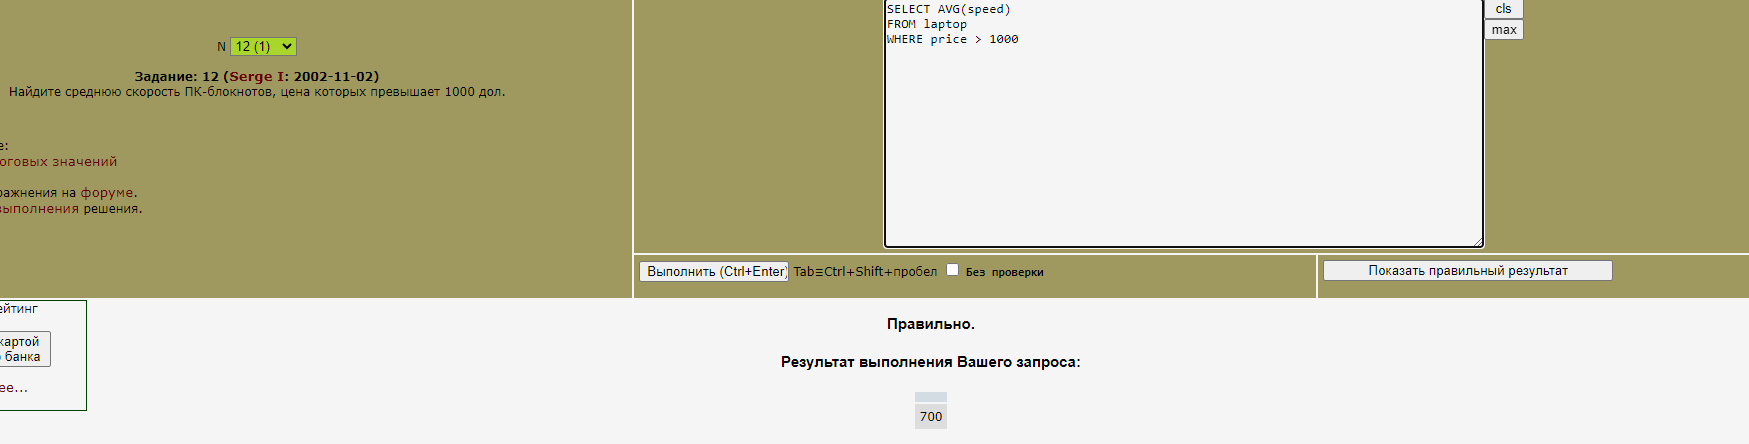 N 12 (1)
Задание: 12 (Serge I: 2002-11-02)
Найдите среднюю скорость ПК-блокнотов, цена которых превышает 1000 дол.
е:
оговых значений
ражнения на форуме.
выполнения решения.
SELECT AVG(speed)
FROM laptop
WHERE price > 1000
cls
max
Выполнить (Ctrl+Enter) Tab≡Ctrl+Shift+пробел Без проверки
Показать правильный результат
ейтинг
картой
банка
ее...
Правильно.
Результат выполнения Вашего запроса:
700